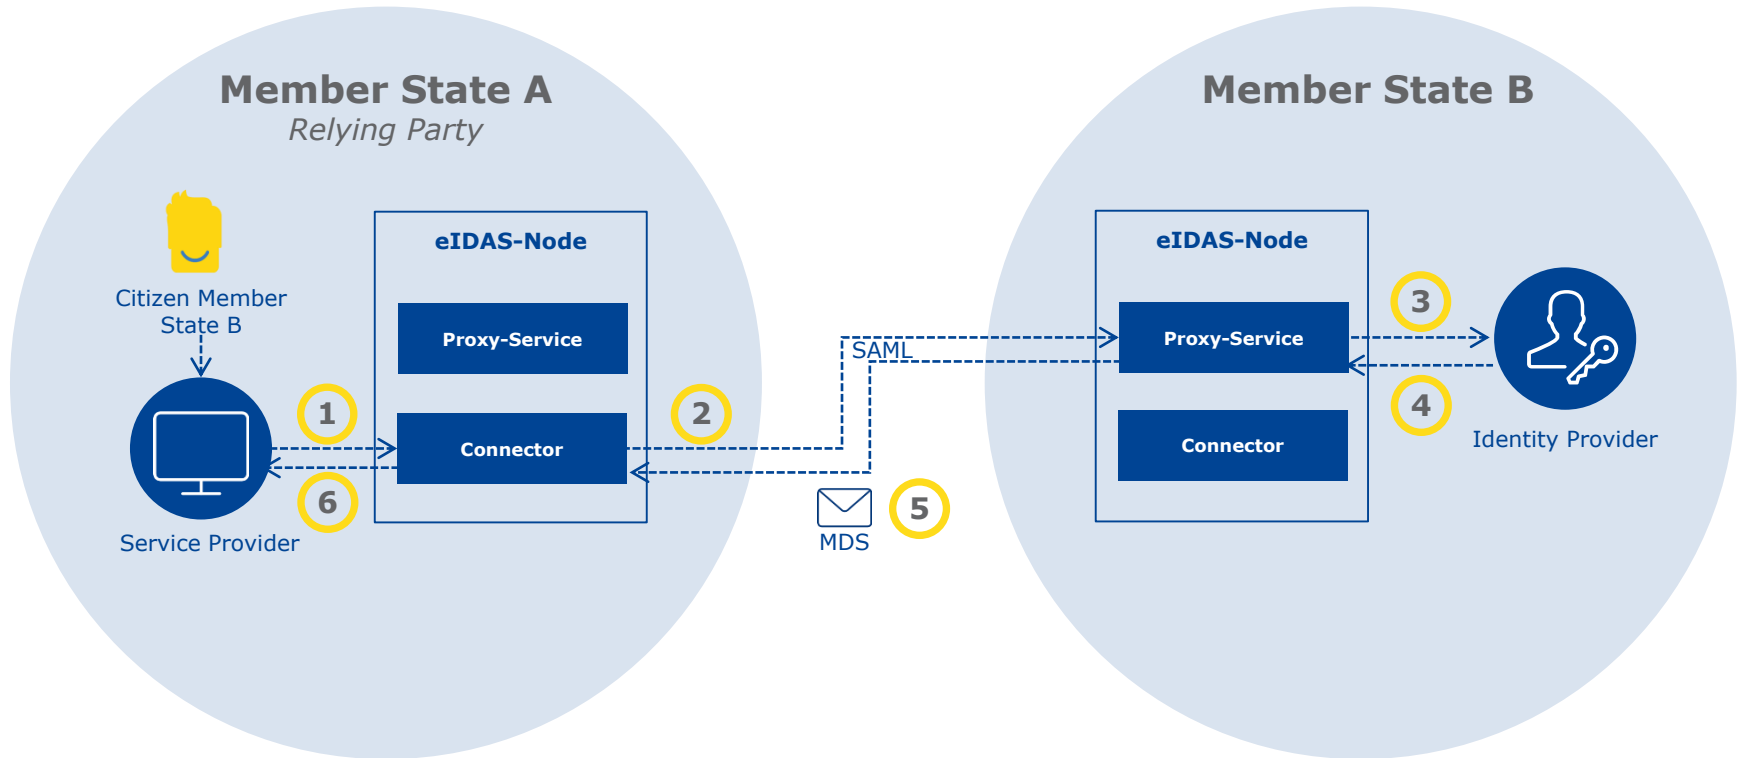 Member State A
Relying Party
Citizen Member
State B
Service Provider
1
6
eIDAS-Node
Proxy-Service
Connector
2
SAML
MDS
5
Member State B
eIDAS-Node
Proxy-Service
Connector
3
4
Identity Provider